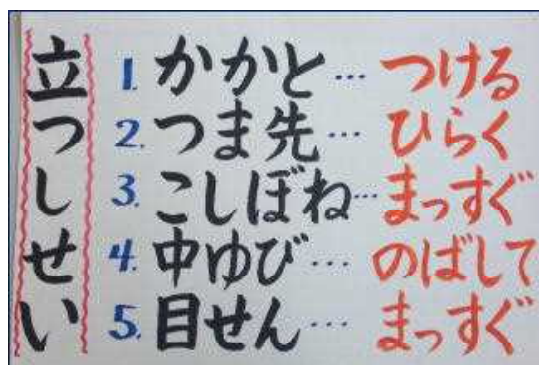 立つしせい
1. かかと… つける
2. つま先… ひらく
3. こしぼね… まっすぐ
4. 中ゆび… のばして
5. 目せん… まっすぐ